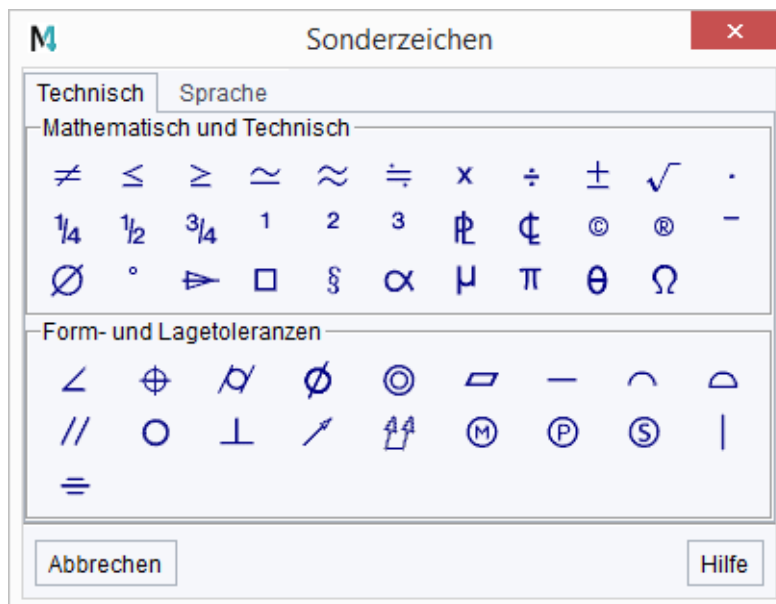 Sonderzeichen
Technisch Sprache
Mathematisch und Technisch
≠ ≤ ≥ ≃ ≈ ≒ x ÷ ± √ ·
¼ ½ ¾ ¹ ² ³ ⅊ ℄ © ® ¯
∅ ° ⌲ □ § α μ π θ Ω
Form- und Lagetoleranzen
∠ ⌖ ⌭ ⌀ ◎ ▱ — ⌒ ⌓
// ○ ⊥ ↗ ⌰ Ⓜ Ⓟ Ⓢ |
⌯
Abbrechen Hilfe